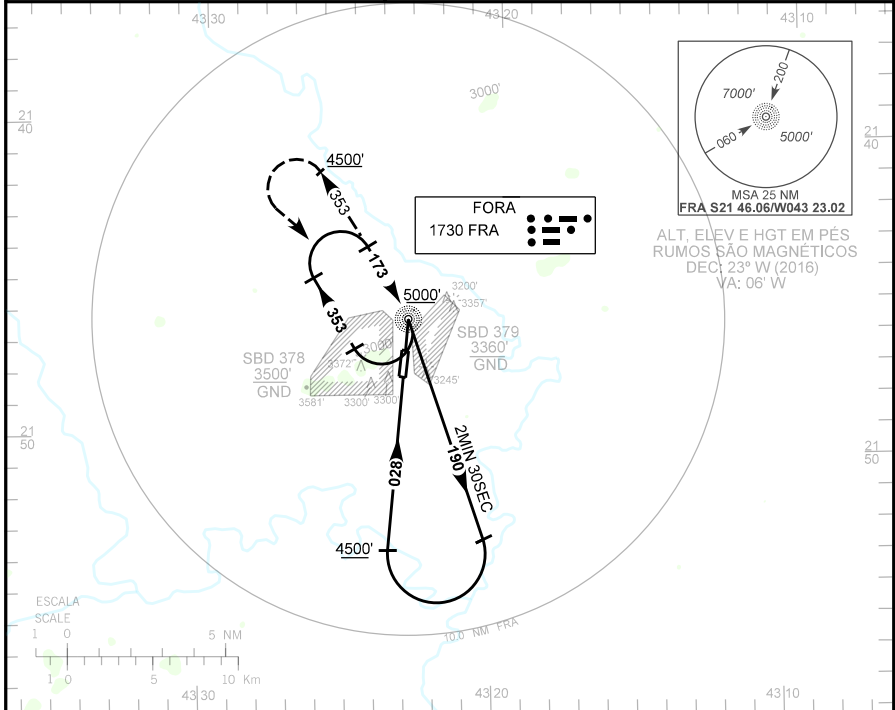 43 30
43 20
43 10
21
40
21
40
3000'
200
7000'
060
5000'
MSA 25 NM
FRA S21 46.06/W043 23.02
4500'
353
FORA
1730 FRA
ALT, ELEV E HGT EM PÉS
RUMOS SÃO MAGNÉTICOS
DEC: 23º W (2016)
VA: 06' W
173
5000'
3200'
3357'
353
SBD 378
3500'
GND
3000'
3372'
3581'
3300'
3300'
SBD 379
3360'
GND
3245'
21
50
21
50
028
2MIN 30SEC
190
4500'
10.0 NM FRA
ESCALA
SCALE
1 0 5 NM
1 0 5 10 Km
43 30
43 20
43 10